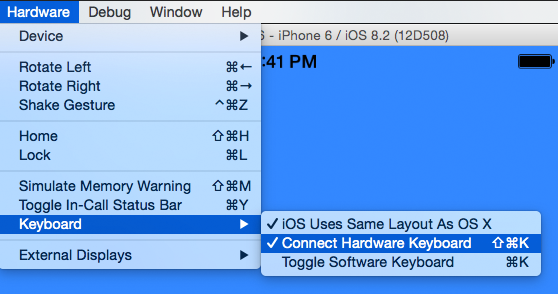 Hardware Debug Window Help
Device ▶
6 - iPhone 6 / iOS 8.2 (12D508)
:41 PM
Rotate Left ⌘←
Rotate Right ⌘→
Shake Gesture ^⌘Z
Home ⇧⌘H
Lock ⌘L
Simulate Memory Warning ⇧⌘M
Toggle In-Call Status Bar ⌘Y
Keyboard ▶
✓ iOS Uses Same Layout As OS X
✓ Connect Hardware Keyboard ⇧⌘K
Toggle Software Keyboard ⌘K
External Displays ▶